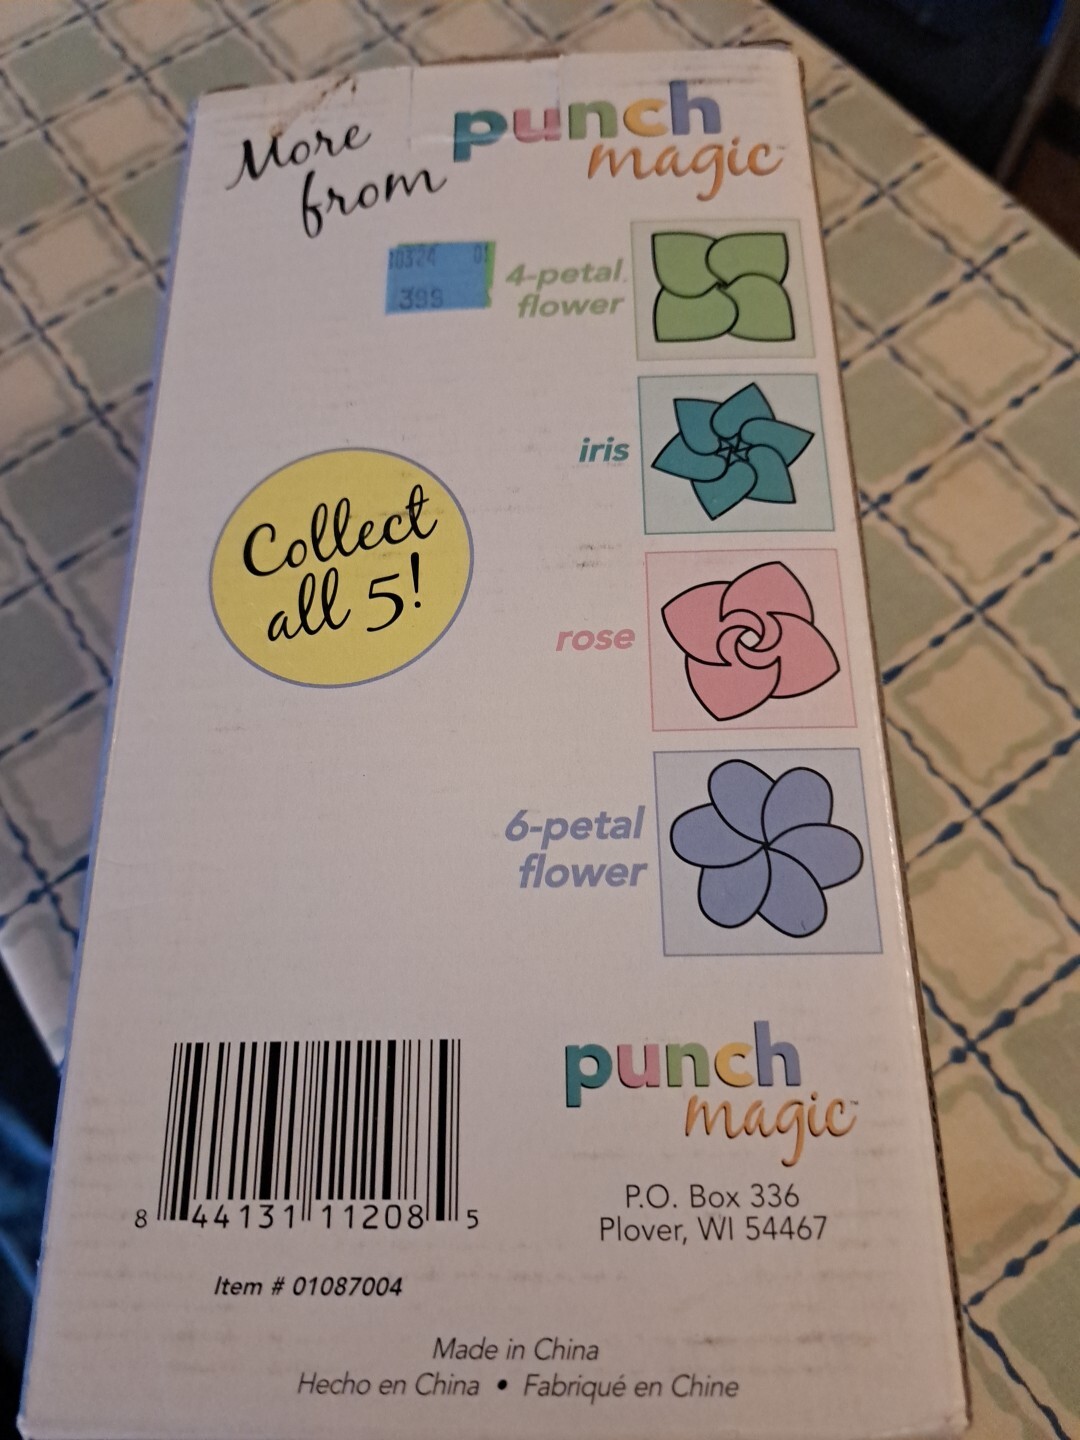 More
from
punch
magic™
10324 01
399
4-petal
flower
iris
Collect
all 5!
rose
6-petal
flower
punch
magic™
8 44131 11208 5
P.O. Box 336
Plover, WI 54467
Item # 01087004
Made in China
Hecho en China • Fabriqué en Chine